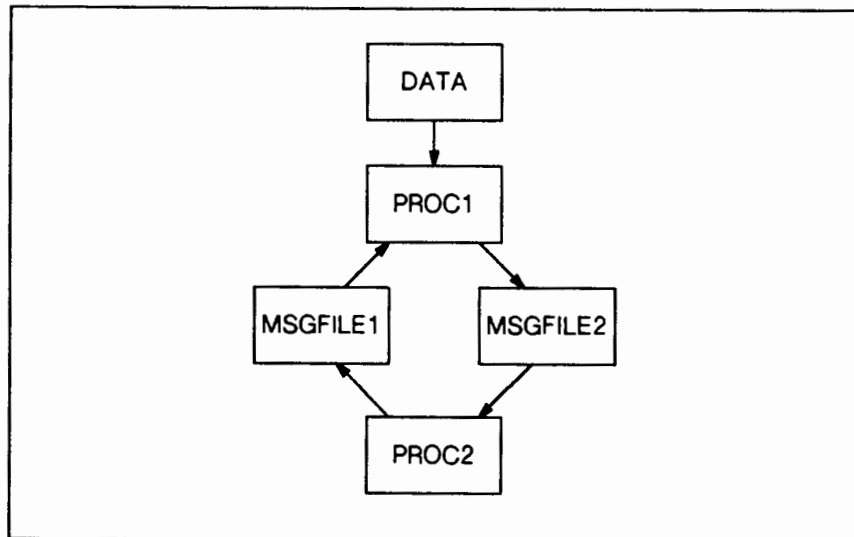 DATA
PROC1
MSGFILE1
MSGFILE2
PROC2